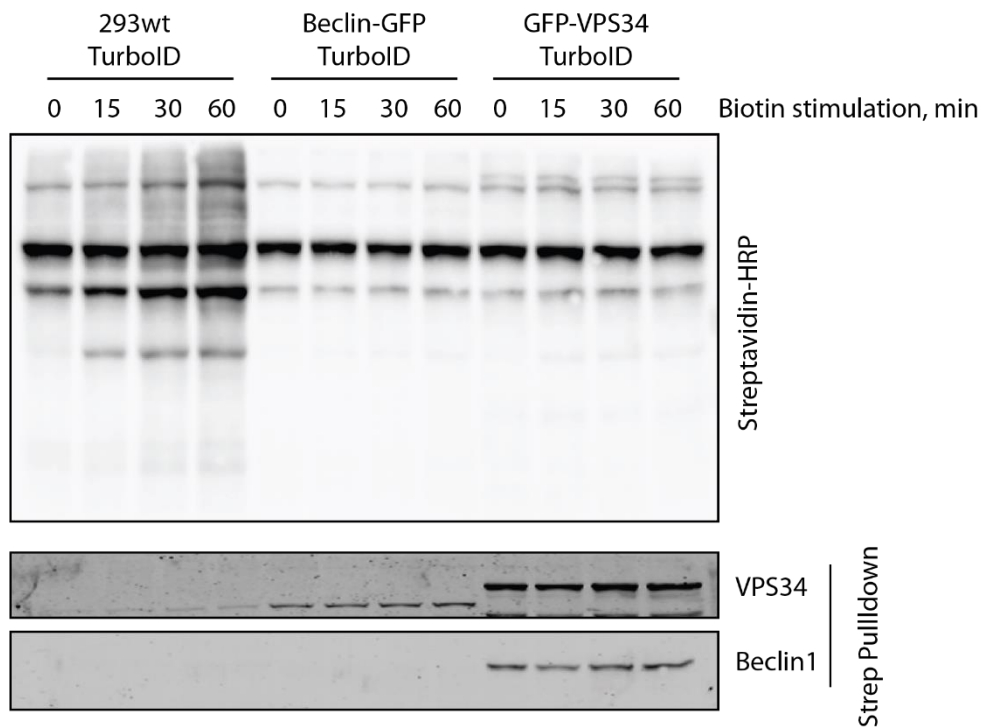 293wt Beclin-GFP GFP-VPS34
TurboID TurboID TurboID
0 15 30 60 0 15 30 60 0 15 30 60 Biotin stimulation, min
Streptavidin-HRP
VPS34
Beclin1
Strep Pullldown